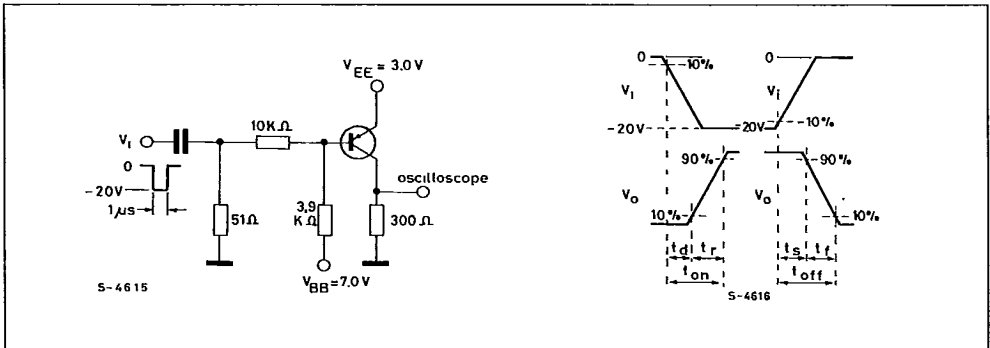 V_EE = 3.0 V
10KΩ
V_I
0
-20V
1µs
51Ω
3,9
KΩ
V_BB = 7.0 V
oscilloscope
300 Ω
S-4615
0
10%
V_I
-20V
90%
V_o
10%
t_d
t_r
t_on
0
V_i
-20V
10%
90%
V_o
10%
t_s
t_f
t_off
S-4616